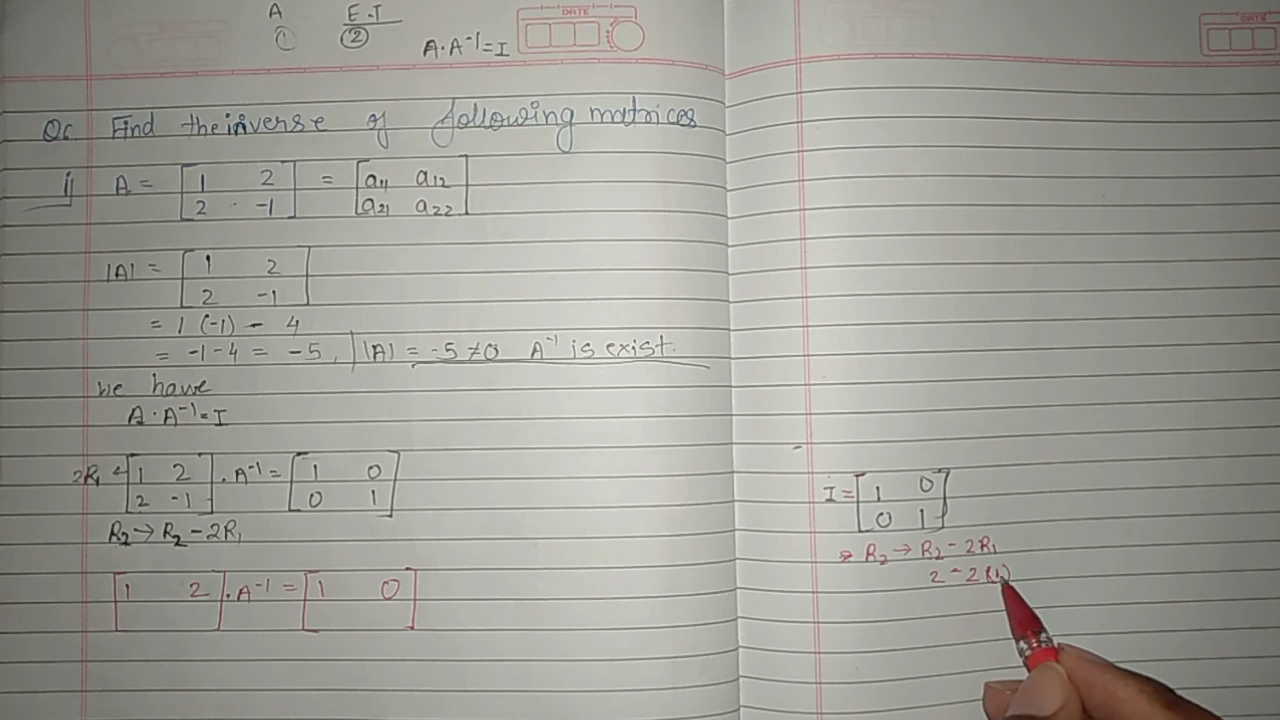 A E-T
1 2 A·A⁻¹=I
DATE
DATE
Qc Find the inverse of following matrices
i) A = [1 2 = [a11 a12
2 -1] a21 a22]
|A| = [1 2
2 -1]
= 1 (-1) - 4
= -1-4 = -5, |A| = -5 ≠ 0 A⁻¹ is exist.
we have
A·A⁻¹=I
2R₁ [1 2 ·A⁻¹= [1 0
2 -1] 0 1]
R₂→R₂-2R₁
[1 2]·A⁻¹=[1 0]
I=[1 0
0 1]
R₂→R₂-2R₁
2-2(1)